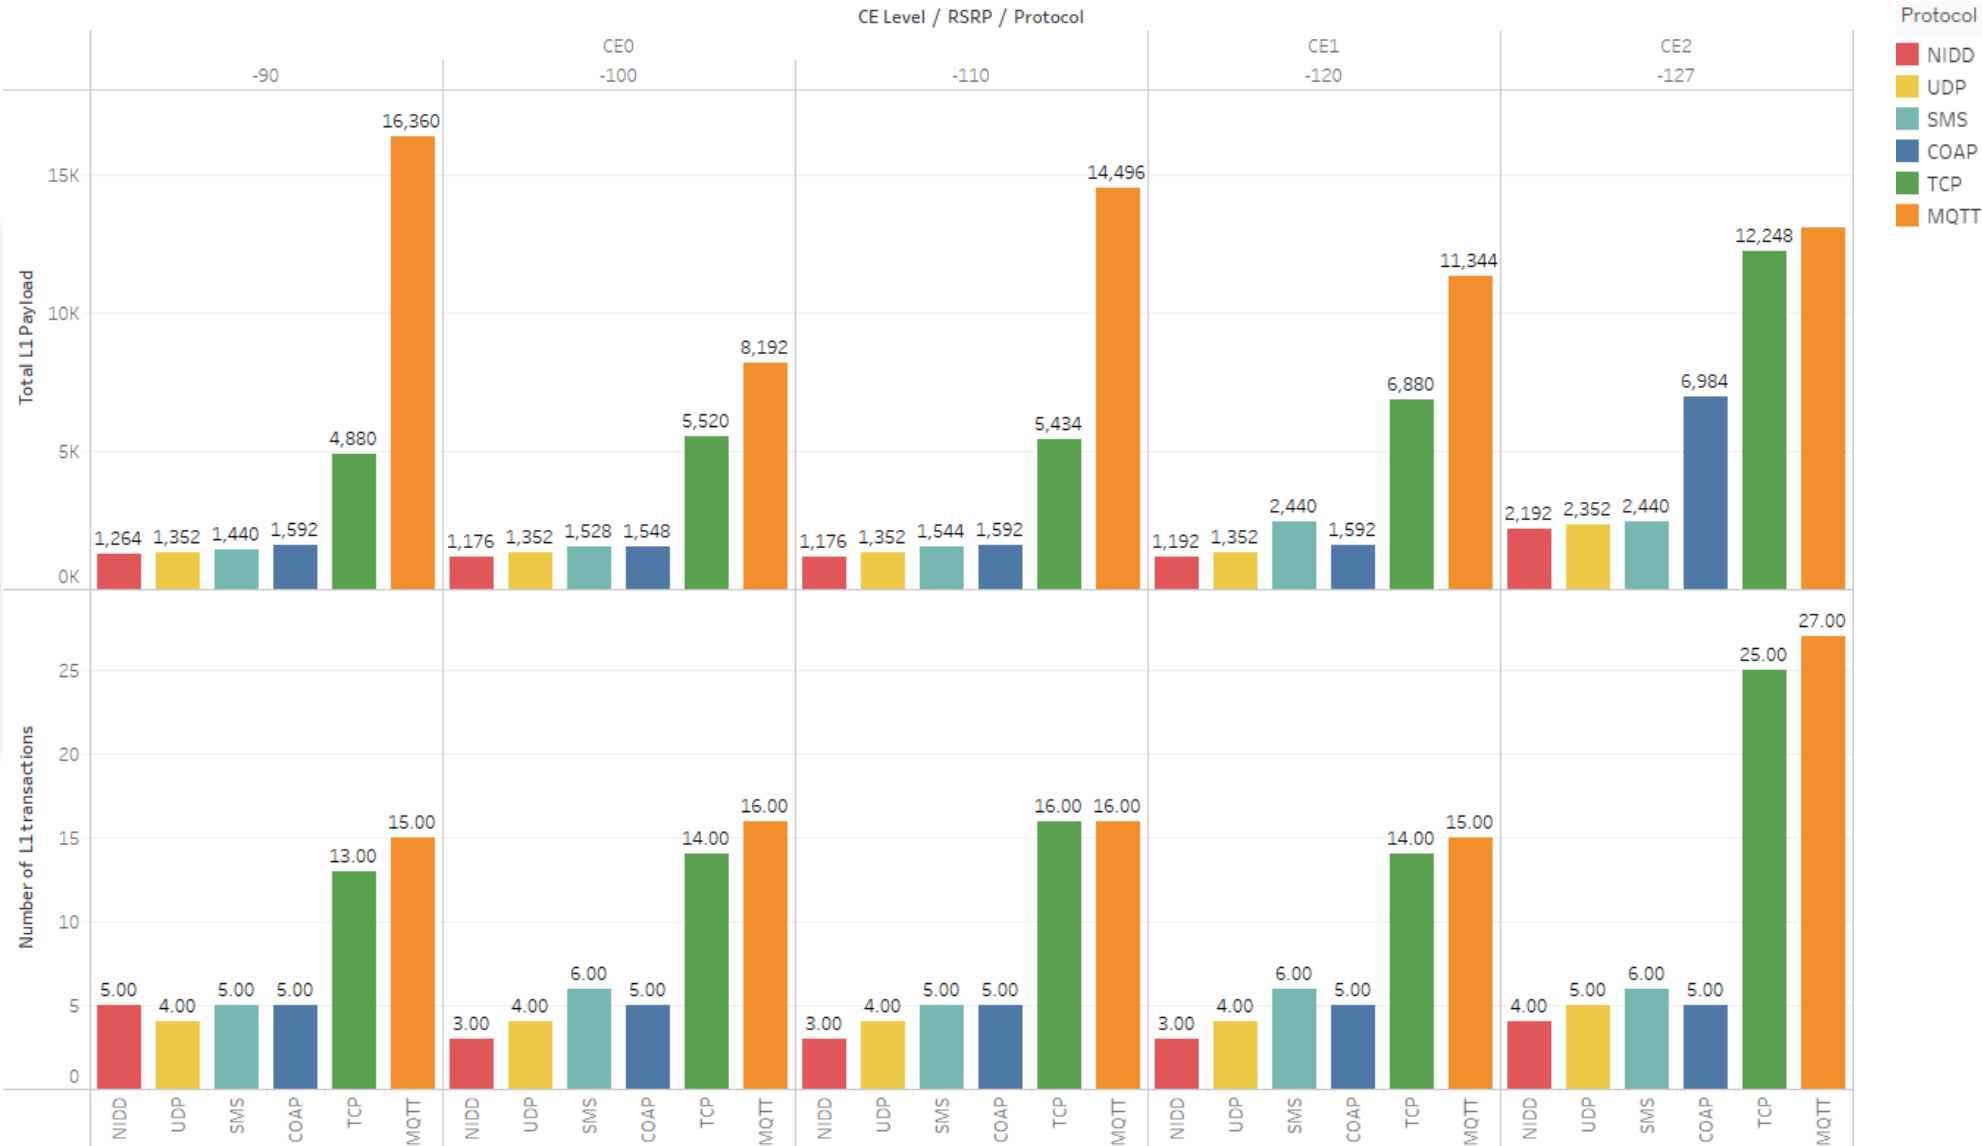 CE Level / RSRP / Protocol
CE0 CE1 CE2
-90 -100 -110 -120 -127
Protocol
NIDD
UDP
SMS
COAP
TCP
MQTT
Total L1 Payload
15K
10K
5K
0K
1,264 1,352 1,440 1,592 4,880 16,360
1,176 1,352 1,528 1,548 5,520 8,192
1,176 1,352 1,544 1,592 5,434 14,496
1,192 1,352 2,440 1,592 6,880 11,344
2,192 2,352 2,440 6,984 12,248
Number of L1 transactions
25
20
15
10
5
0
5.00 4.00 5.00 5.00 13.00 15.00
3.00 4.00 6.00 5.00 14.00 16.00
3.00 4.00 5.00 5.00 16.00 16.00
3.00 4.00 6.00 5.00 14.00 15.00
4.00 5.00 6.00 5.00 25.00 27.00
NIDD UDP SMS COAP TCP MQTT NIDD UDP SMS COAP TCP MQTT NIDD UDP SMS COAP TCP MQTT NIDD UDP SMS COAP TCP MQTT NIDD UDP SMS COAP TCP MQTT